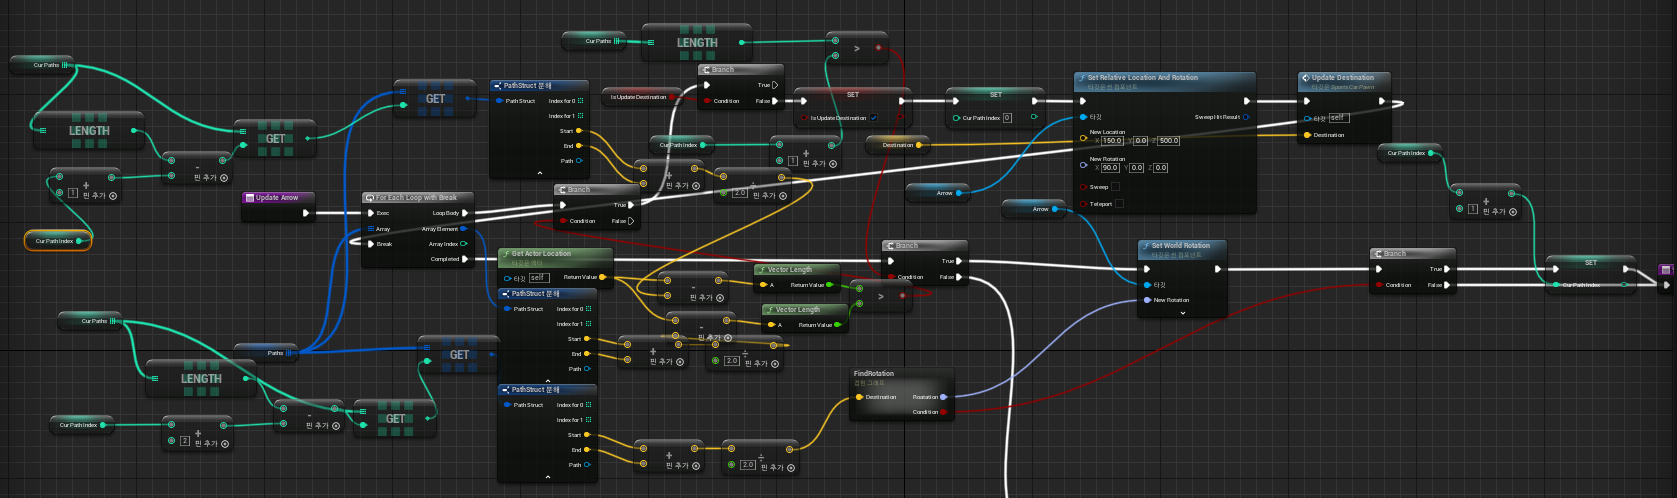 Cur Paths
LENGTH
>
Cur Paths
Branch
True
Condition
False
Is Update Destination
SET
Is Update Destination
SET
Cur Path Index 0
Set Relative Location And Rotation
타깃은 씬 컴포넌트
타깃
Sweep Hit Result
New Location
X 150.0 Y 0.0 Z 500.0
New Rotation
X 90.0 Y 0.0 Z 0.0
Sweep
Teleport
Update Destination
타깃은 Sports Car Pawn
타깃 self
Destination
GET
PathStruct 분해
PathStruct
Index for 0
Index for 1
Start
End
Path
LENGTH
GET
-
핀 추가
+
1 핀 추가
Cur Path Index
Cur Path Index
+
1 핀 추가
Destination
Cur Path Index
+
1 핀 추가
+
핀 추가
÷
2.0 핀 추가
Update Arrow
For Each Loop with Break
Exec
Loop Body
Array
Array Element
Break
Array Index
Completed
Branch
True
Condition
False
Arrow
Arrow
Get Actor Location
타깃은 액터
타깃 self
Return Value
Branch
True
Condition
False
Set World Rotation
타깃은 씬 컴포넌트
타깃
New Rotation
Branch
True
Condition
False
SET
Cur Path Index
-
핀 추가
Vector Length
A
Return Value
>
Vector Length
A
Return Value
-
핀 추가
PathStruct 분해
PathStruct
Index for 0
Index for 1
Start
End
Path
+
핀 추가
÷
2.0 핀 추가
Cur Paths
Paths
GET
LENGTH
-
핀 추가
GET
Cur Path Index
+
2 핀 추가
PathStruct 분해
PathStruct
Index for 0
Index for 1
Start
End
Path
+
핀 추가
÷
2.0 핀 추가
FindRotation
Destination
Roatation
Condition